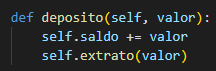 def deposito(self, valor):
    self.saldo += valor
    self.extrato(valor)